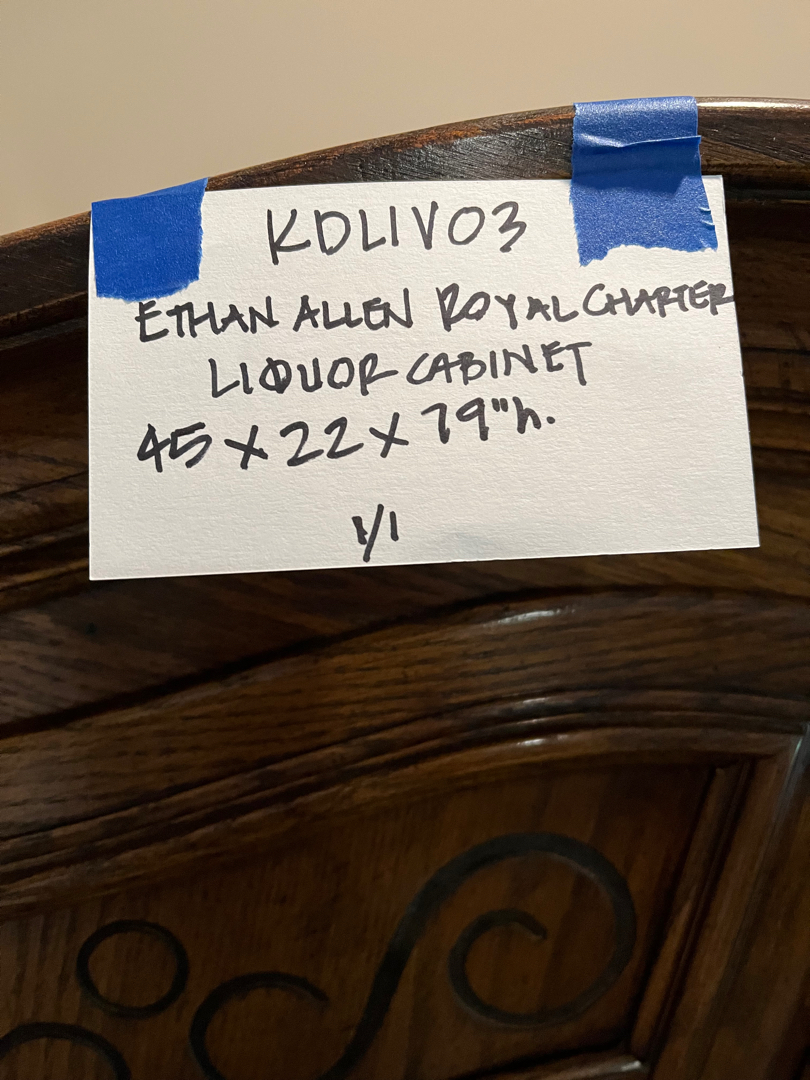 KDLIV03
ETHAN ALLEN ROYAL CHARTER
LIQUOR CABINET
45 x 22 x 79"h.
1/1